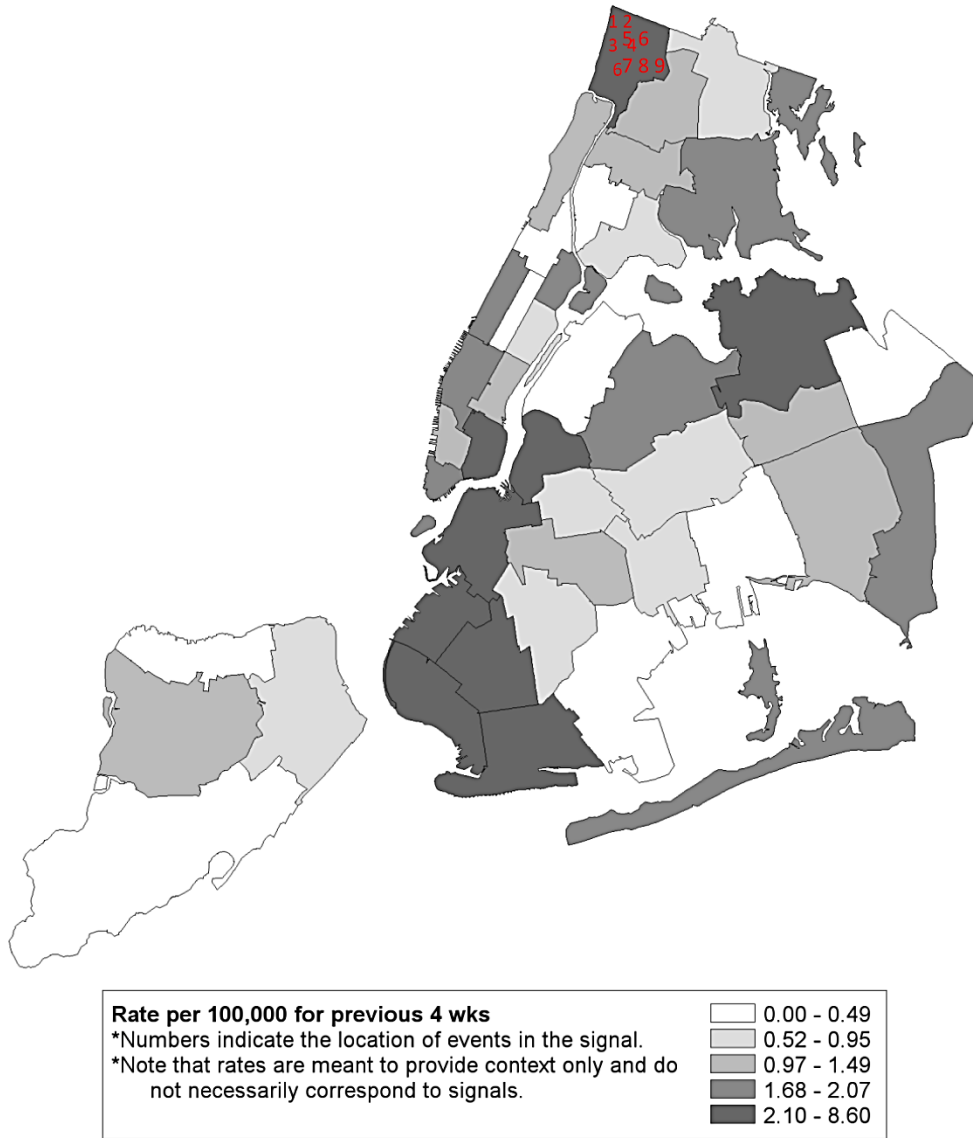 1 2
5 6
3 4
6 7 8 9
Rate per 100,000 for previous 4 wks
*Numbers indicate the location of events in the signal.
*Note that rates are meant to provide context only and do
not necessarily correspond to signals.
0.00 - 0.49
0.52 - 0.95
0.97 - 1.49
1.68 - 2.07
2.10 - 8.60